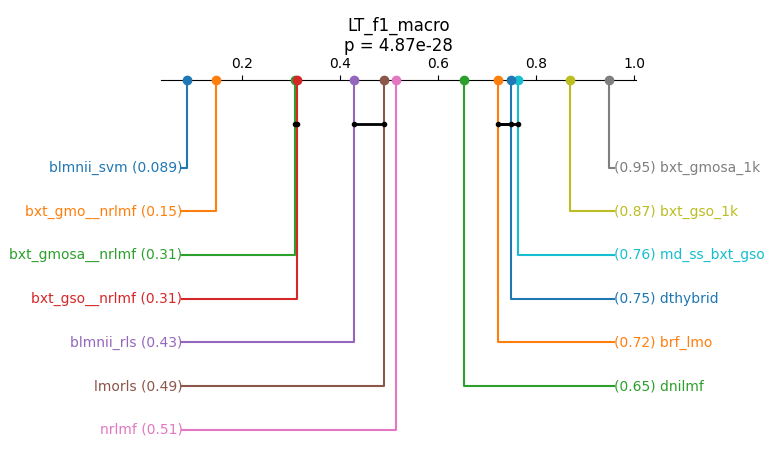 LT_f1_macro
p = 4.87e-28
0.2 0.4 0.6 0.8 1.0
blmnii_svm (0.089)
(0.95) bxt_gmosa_1k
bxt_gmo__nrlmf (0.15)
(0.87) bxt_gso_1k
bxt_gmosa__nrlmf (0.31)
(0.76) md_ss_bxt_gso
bxt_gso__nrlmf (0.31)
(0.75) dthybrid
blmnii_rls (0.43)
(0.72) brf_lmo
lmorls (0.49)
(0.65) dnilmf
nrlmf (0.51)